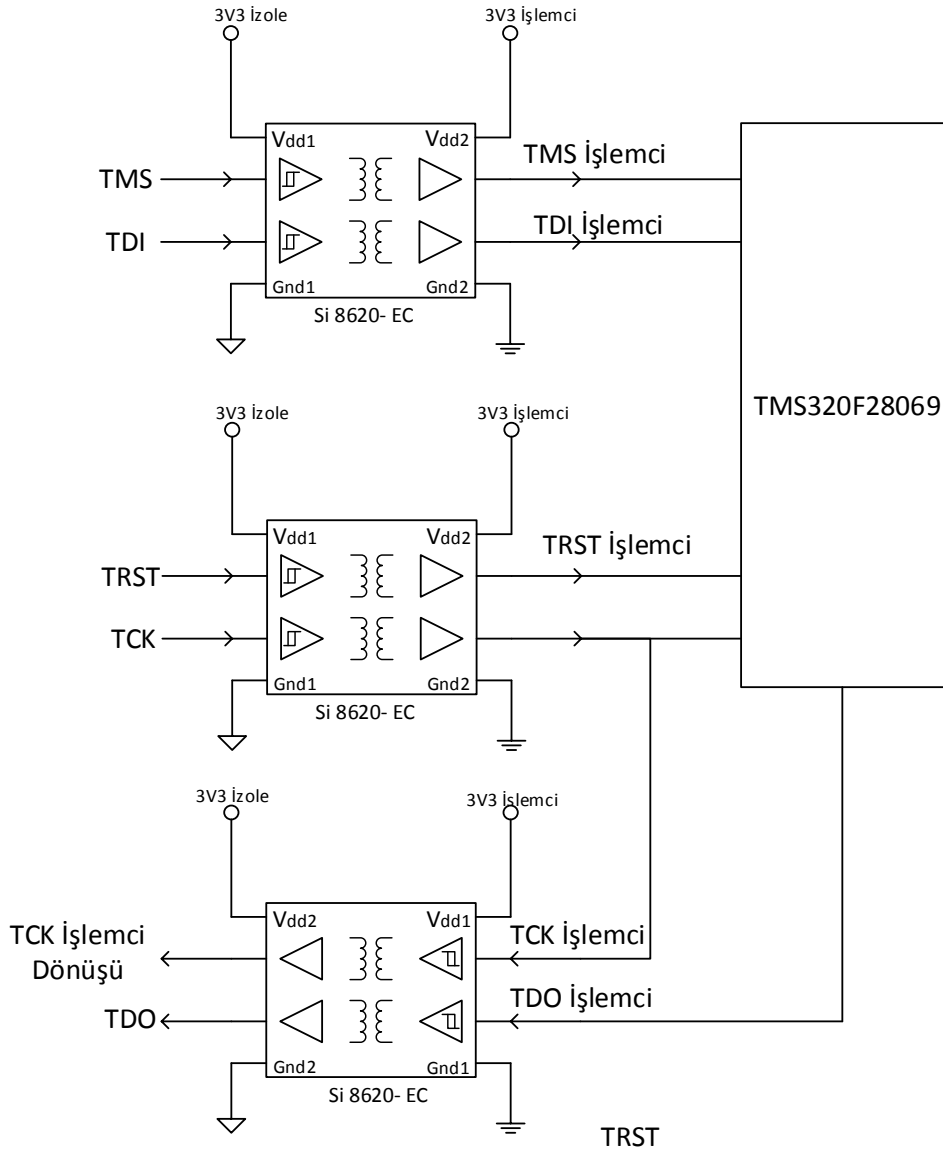 3V3 İzole
3V3 İşlemci
Vdd1
Vdd2
TMS
TMS İşlemci
TDI
TDI İşlemci
Gnd1
Gnd2
Si 8620- EC
TMS320F28069
3V3 İzole
3V3 İşlemci
Vdd1
Vdd2
TRST
TRST İşlemci
TCK
Gnd1
Gnd2
Si 8620- EC
3V3 İzole
3V3 İşlemci
Vdd2
Vdd1
TCK İşlemci
Dönüşü
TCK İşlemci
TDO
TDO İşlemci
Gnd2
Gnd1
Si 8620- EC
TRST